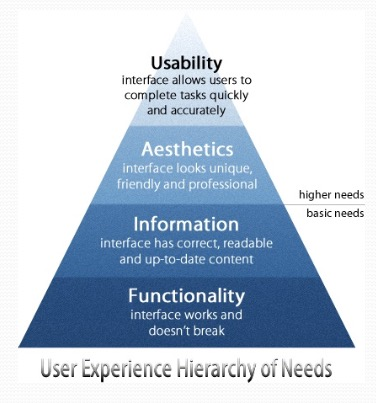 Usability
interface allows users to
complete tasks quickly
and accurately
Aesthetics
interface looks unique,
friendly and professional
higher needs
basic needs
Information
interface has correct, readable
and up-to-date content
Functionality
interface works and
doesn't break
User Experience Hierarchy of Needs